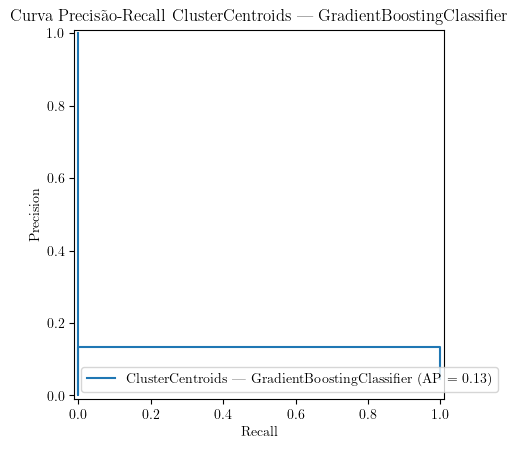 Curva Precisão-Recall ClusterCentroids — GradientBoostingClassifier
1.0
0.8
0.6
0.4
0.2
0.0
Precision
ClusterCentroids — GradientBoostingClassifier (AP = 0.13)
0.0 0.2 0.4 0.6 0.8 1.0
Recall